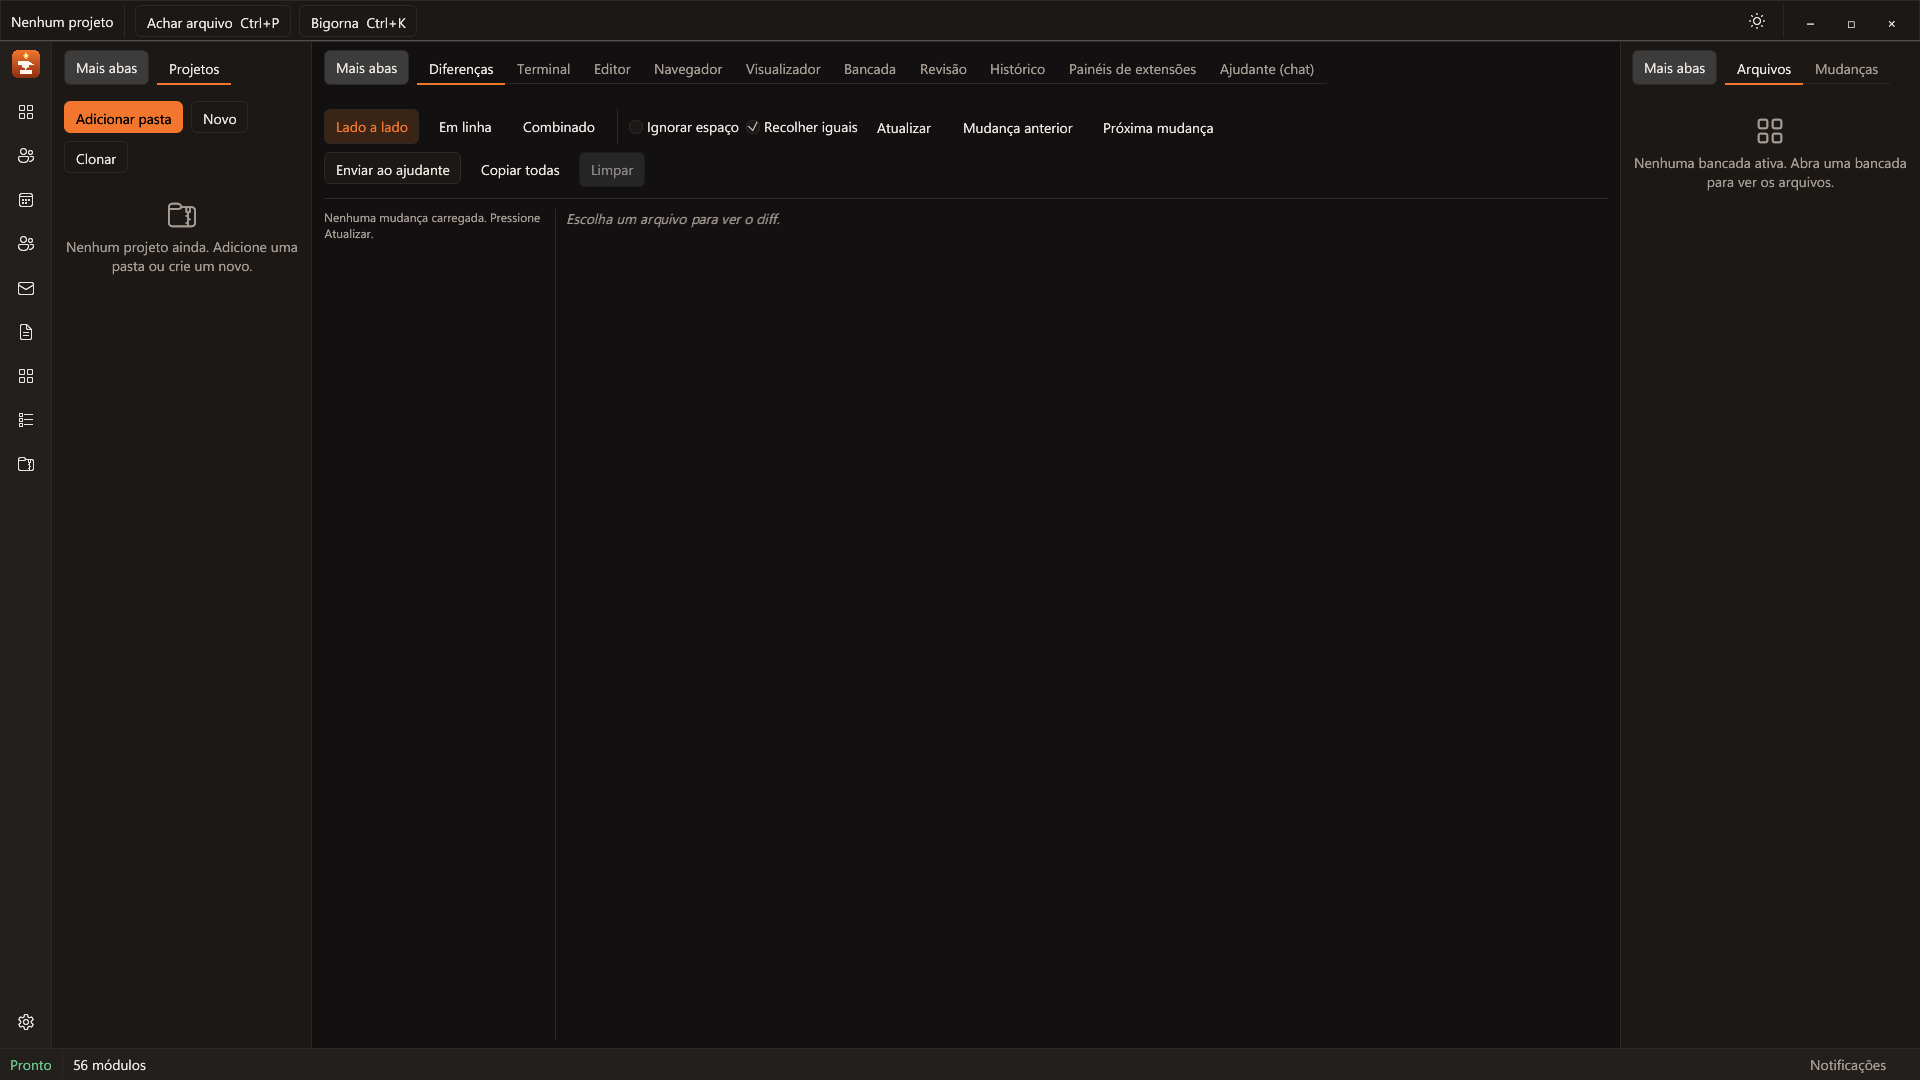 Nenhum projeto
Achar arquivo Ctrl+P
Bigorna Ctrl+K
Mais abas
Projetos
Adicionar pasta
Novo
Clonar
Nenhum projeto ainda. Adicione uma
pasta ou crie um novo.
Mais abas
Diferenças
Terminal
Editor
Navegador
Visualizador
Bancada
Revisão
Histórico
Painéis de extensões
Ajudante (chat)
Lado a lado
Em linha
Combinado
Ignorar espaço
Recolher iguais
Atualizar
Mudança anterior
Próxima mudança
Enviar ao ajudante
Copiar todas
Limpar
Nenhuma mudança carregada. Pressione
Atualizar.
Escolha um arquivo para ver o diff.
Mais abas
Arquivos
Mudanças
Nenhuma bancada ativa. Abra uma bancada
para ver os arquivos.
Pronto
56 módulos
Notificações